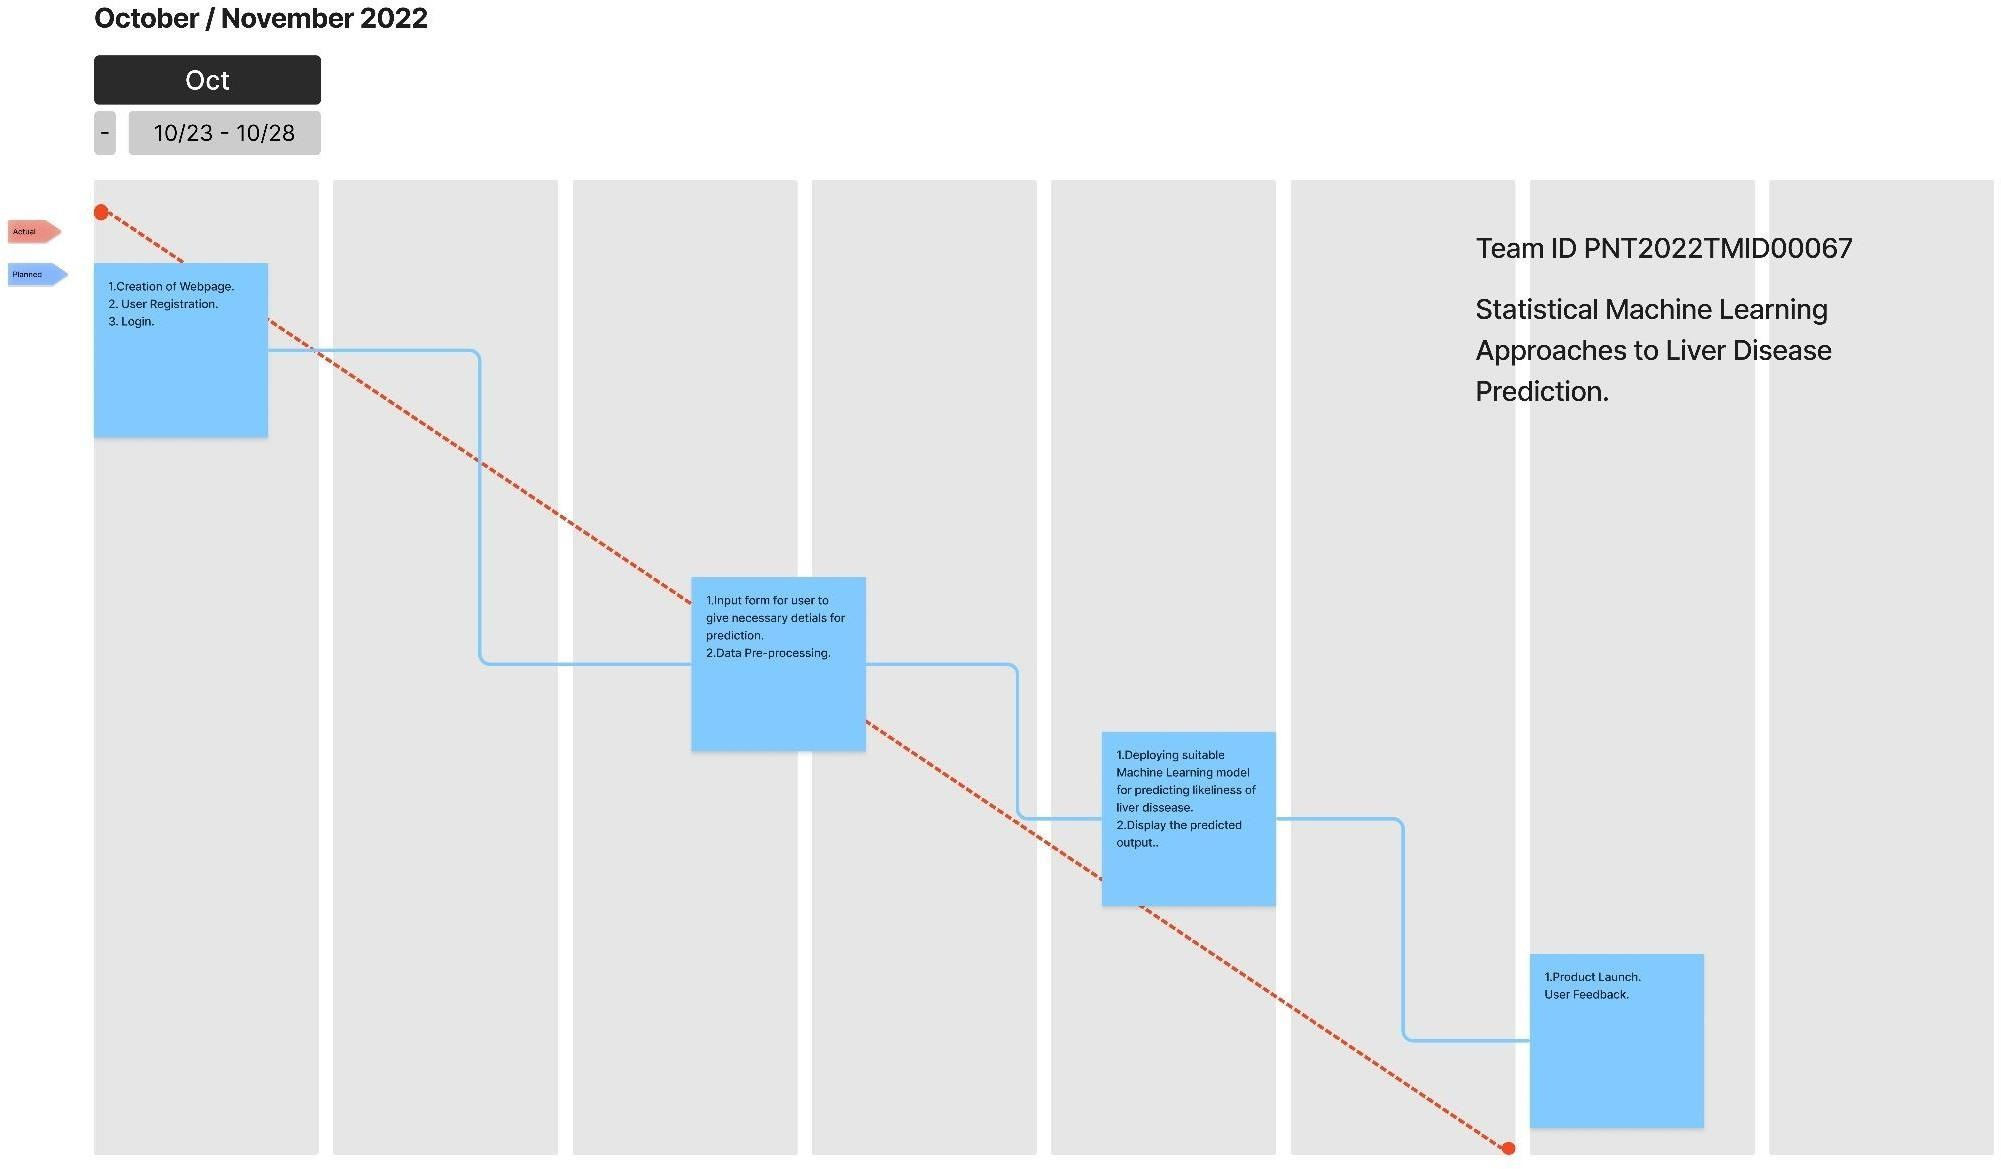 October / November 2022
Oct
-
10/23 - 10/28
Actual
Planned
Team ID PNT2022TMID00067
Statistical Machine Learning
Approaches to Liver Disease
Prediction.
1.Creation of Webpage.
2. User Registration.
3. Login.
1.Input form for user to
give necessary detials for
prediction.
2.Data Pre-processing.
1.Deploying suitable
Machine Learning model
for predicting likeliness of
liver dissease.
2.Display the predicted
output..
1.Product Launch.
User Feedback.